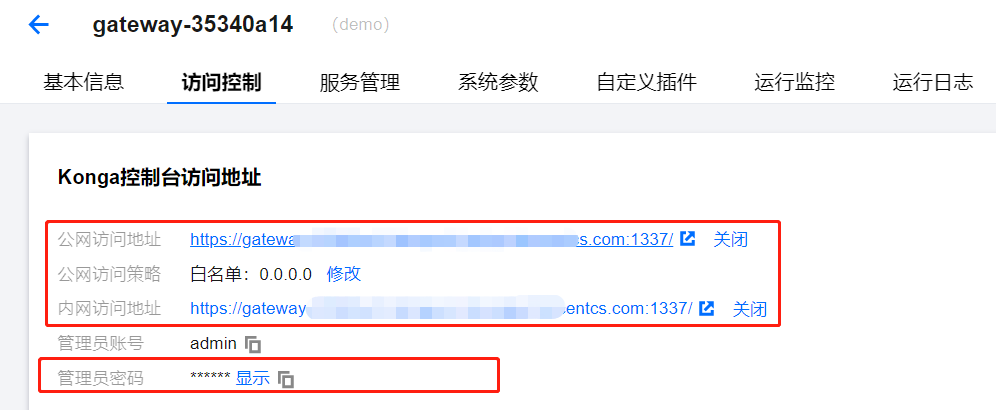 gateway-35340a14 （demo）
基本信息 访问控制 服务管理 系统参数 自定义插件 运行监控 运行日志
Konga控制台访问地址
公网访问地址 https://gatewa s.com:1337/ 关闭
公网访问策略 白名单：0.0.0.0 修改
内网访问地址 https://gateway- entcs.com:1337/ 关闭
管理员账号 admin
管理员密码 ****** 显示